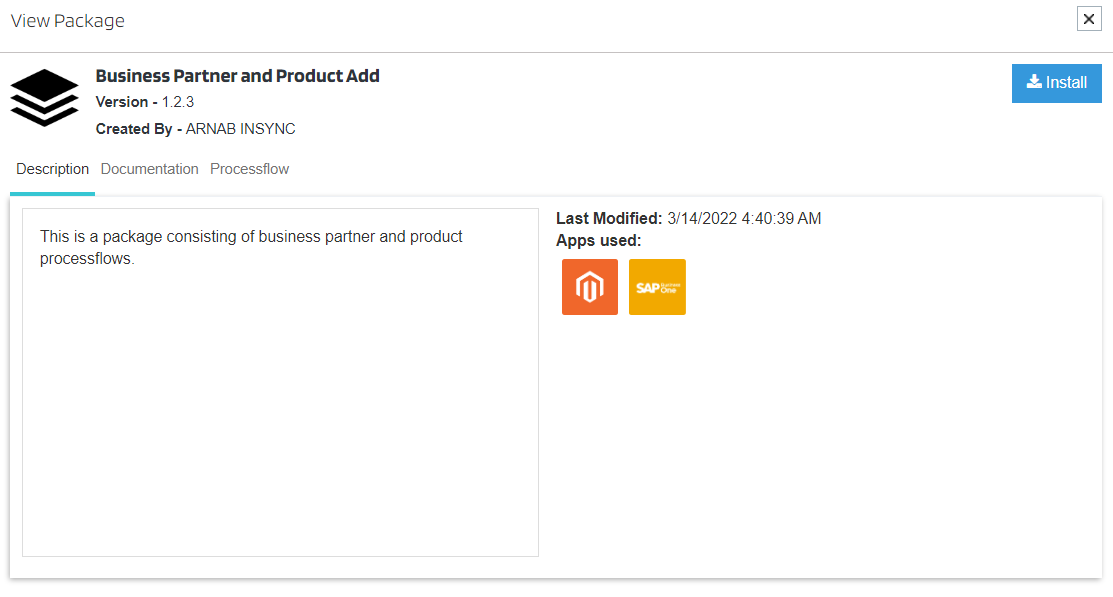 View Package
Business Partner and Product Add
Version - 1.2.3
Created By - ARNAB INSYNC
Install
Description Documentation Processflow
This is a package consisting of business partner and product
processflows.
Last Modified: 3/14/2022 4:40:39 AM
Apps used:
SAP Business
One